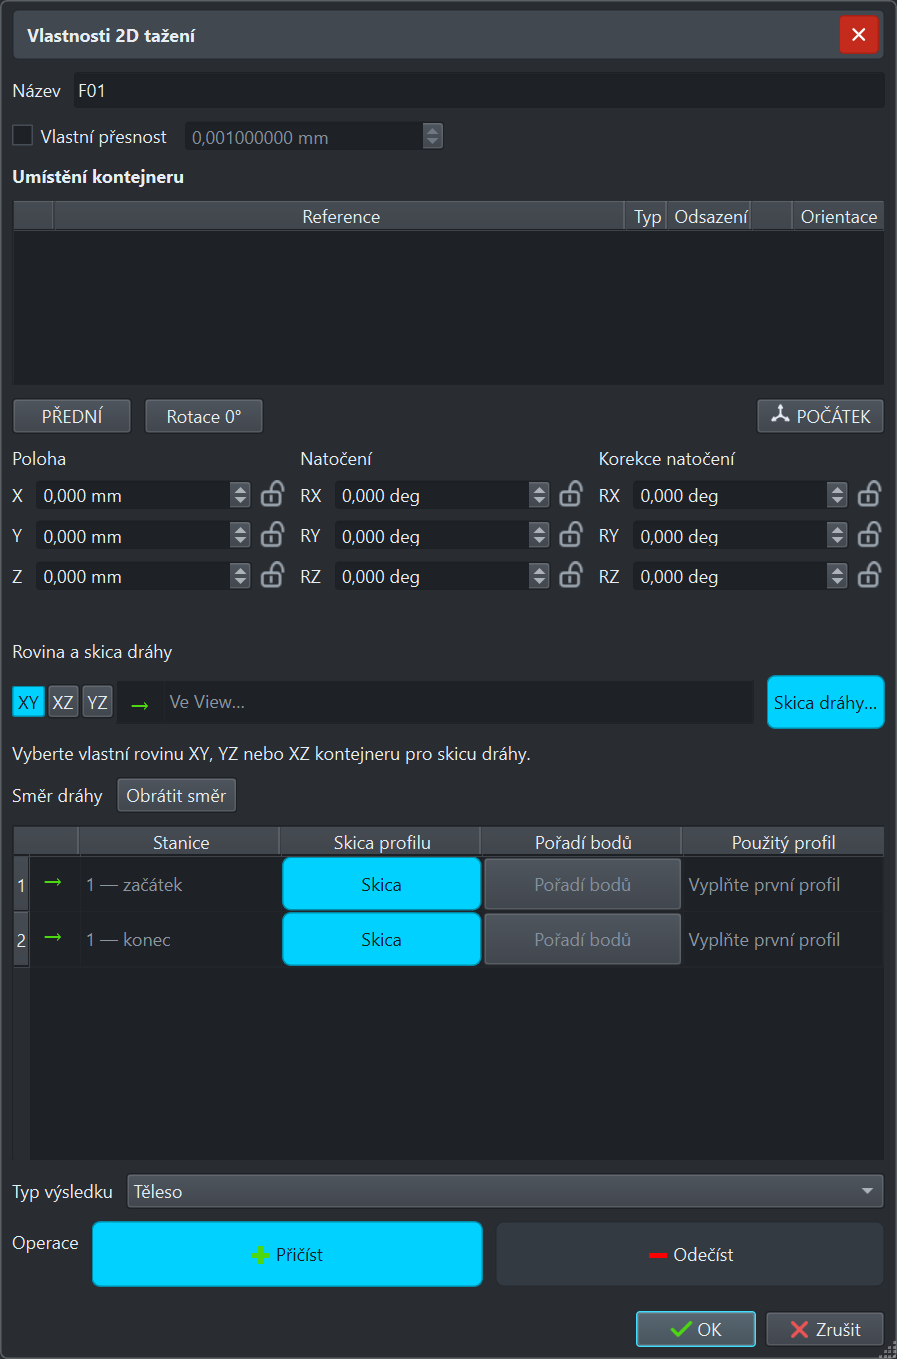 Vlastnosti 2D tažení
Název F01
Vlastní přesnost 0,001000000 mm
Umístění kontejneru
Reference Typ Odsazení Orientace
PŘEDNÍ Rotace 0° POČÁTEK
Poloha Natočení Korekce natočení
X 0,000 mm RX 0,000 deg RX 0,000 deg
Y 0,000 mm RY 0,000 deg RY 0,000 deg
Z 0,000 mm RZ 0,000 deg RZ 0,000 deg
Rovina a skica dráhy
XY XZ YZ → Ve View... Skica dráhy...
Vyberte vlastní rovinu XY, YZ nebo XZ kontejneru pro skicu dráhy.
Směr dráhy Obrátit směr
Stanice Skica profilu Pořadí bodů Použitý profil
1 → 1 — začátek Skica Pořadí bodů Vyplňte první profil
2 → 1 — konec Skica Pořadí bodů Vyplňte první profil
Typ výsledku Těleso
Operace Přičíst Odečíst
OK Zrušit